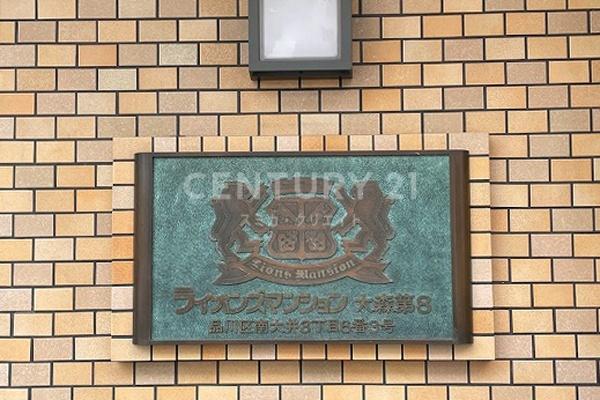 CENTURY 21
スミカ・クリエイト
Lions Mansion
ライオンズマンション 大森第8
品川区南大井3丁目6番3号